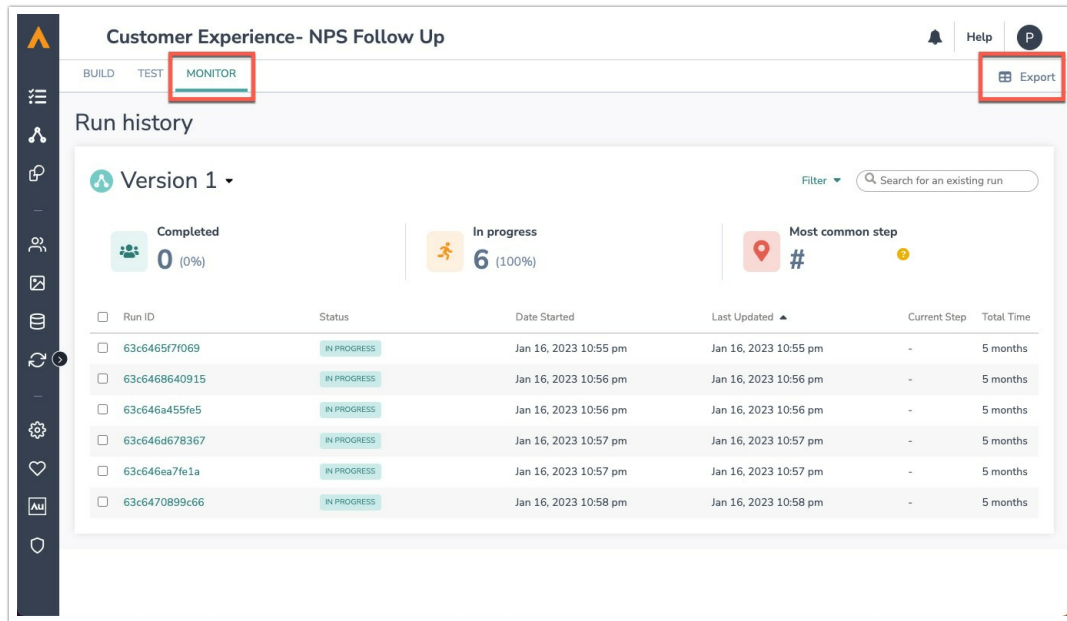 Customer Experience- NPS Follow Up
Help
P
BUILD TEST MONITOR
Export
Run history
Version 1
Filter
Search for an existing run
Completed
0 (0%)
In progress
6 (100%)
Most common step
#
?
Run ID Status Date Started Last Updated Current Step Total Time
63c6465f7f069 IN PROGRESS Jan 16, 2023 10:55 pm Jan 16, 2023 10:55 pm - 5 months
63c6468640915 IN PROGRESS Jan 16, 2023 10:56 pm Jan 16, 2023 10:56 pm - 5 months
63c646a455fe5 IN PROGRESS Jan 16, 2023 10:56 pm Jan 16, 2023 10:56 pm - 5 months
63c646d678367 IN PROGRESS Jan 16, 2023 10:57 pm Jan 16, 2023 10:57 pm - 5 months
63c646ea7fe1a IN PROGRESS Jan 16, 2023 10:57 pm Jan 16, 2023 10:57 pm - 5 months
63c6470899c66 IN PROGRESS Jan 16, 2023 10:58 pm Jan 16, 2023 10:58 pm - 5 months
Au